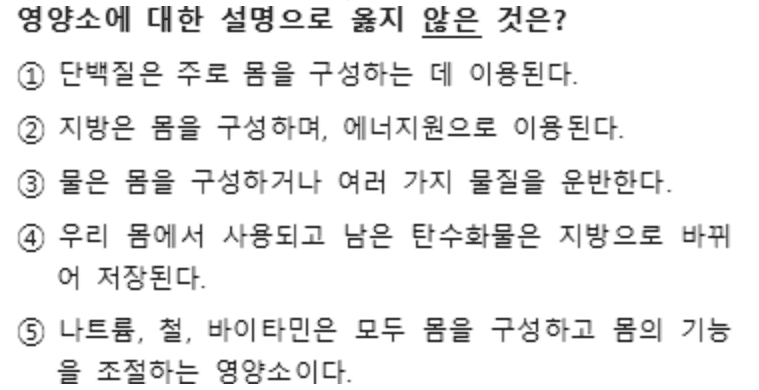 영양소에 대한 설명으로 옳지 않은 것은?
① 단백질은 주로 몸을 구성하는 데 이용된다.
② 지방은 몸을 구성하며, 에너지원으로 이용된다.
③ 물은 몸을 구성하거나 여러 가지 물질을 운반한다.
④ 우리 몸에서 사용되고 남은 탄수화물은 지방으로 바뀌
어 저장된다.
⑤ 나트륨, 철, 바이타민은 모두 몸을 구성하고 몸의 기능
을 조절하는 영양소이다.